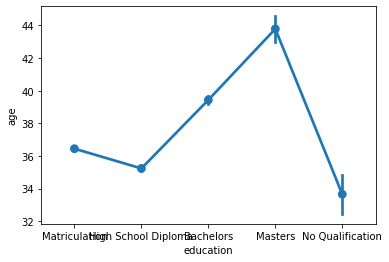 44
42
40
38
36
34
32
age
Matriculation High School Diploma Bachelors Masters No Qualification
education